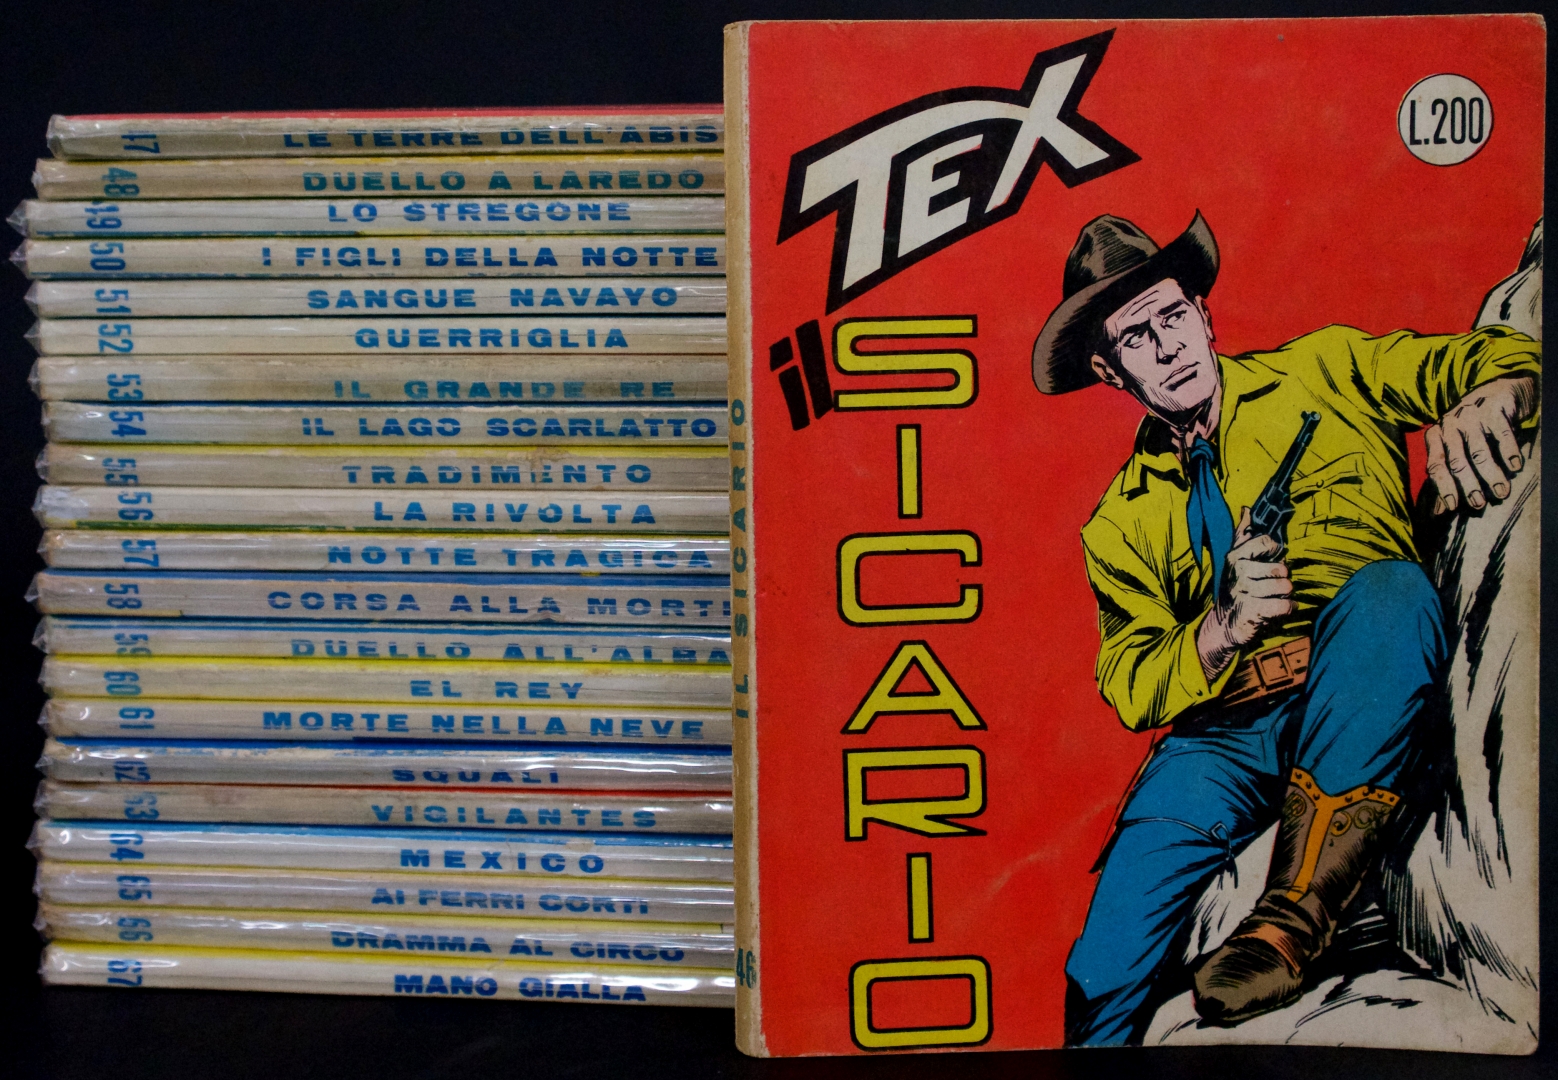 47 LE TERRE DELL'ABIS
48 DUELLO A LAREDO
49 LO STREGONE
50 I FIGLI DELLA NOTTE
51 SANGUE NAVAYO
52 GUERRIGLIA
53 IL GRANDE RE
54 IL LAGO SCARLATTO
55 TRADIMENTO
56 LA RIVOLTA
57 NOTTE TRAGICA
58 CORSA ALLA MORTE
59 DUELLO ALL'ALBA
60 EL REY
61 MORTE NELLA NEVE
62 SQUALI
63 VIGILANTES
64 MEXICO
65 AI FERRI CORTI
66 DRAMMA AL CIRCO
67 MANO GIALLA
46 IL SICARIO
TEX
L.200
il SICARIO